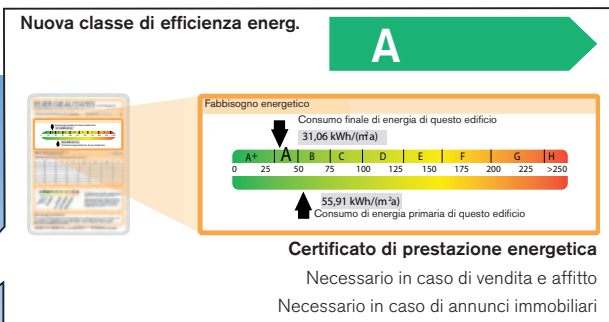 Nuova classe di efficienza energ.
A
Fabbisogno energetico
Consumo finale di energia di questo edificio
31,06 kWh/(m²a)
A+ A B C D E F G H
0 25 50 75 100 125 150 175 200 225 >250
55,91 kWh/(m²a)
Consumo di energia primaria di questo edificio
Certificato di prestazione energetica
Necessario in caso di vendita e affitto
Necessario in caso di annunci immobiliari